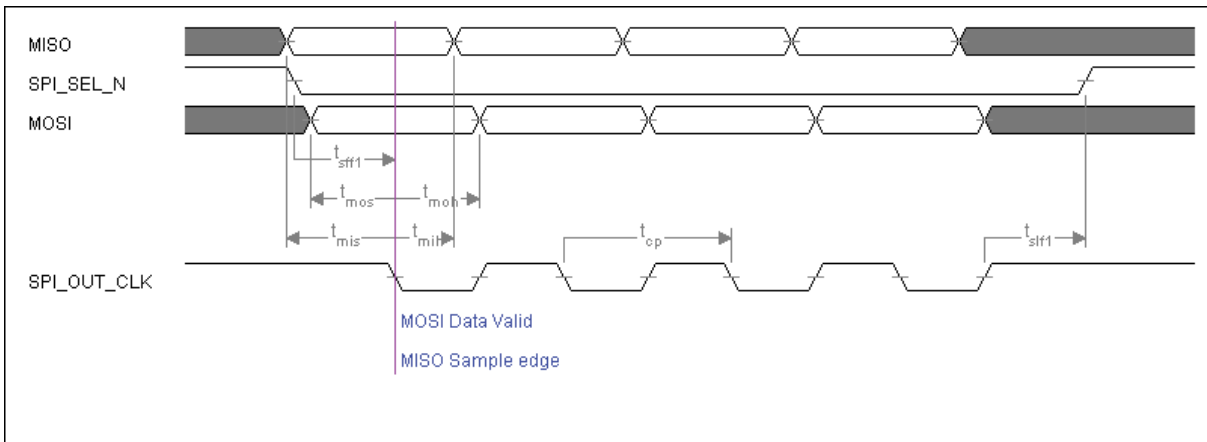 MISO
SPI_SEL_N
MOSI
tsff1
tmos tmoh
tmis tmih tcp tslf1
SPI_OUT_CLK
MOSI Data Valid
MISO Sample edge